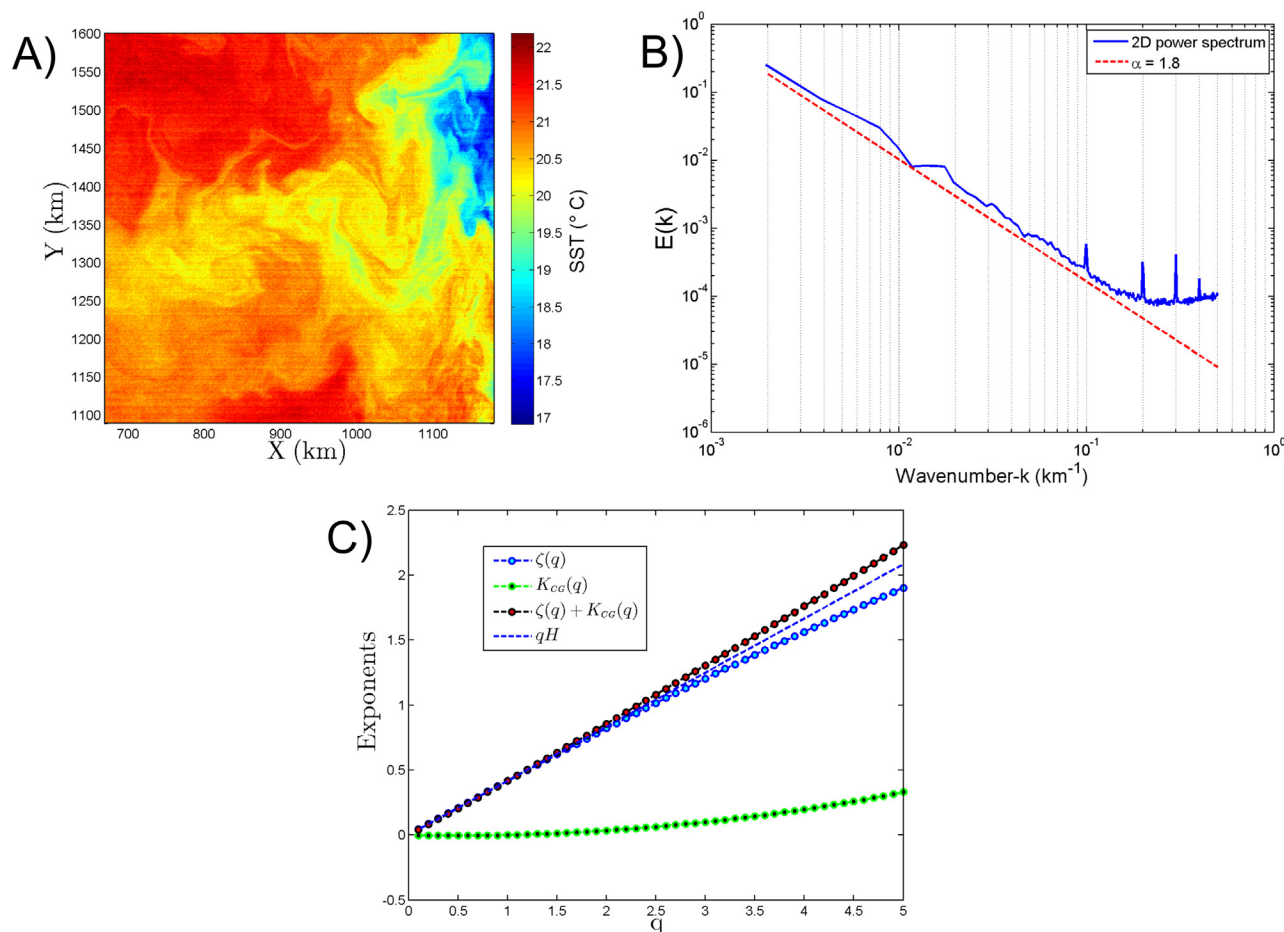 A)
1600
1550
1500
1450
1400
1350
1300
1250
1200
1150
1100
Y (km)
700 800 900 1000 1100
X (km)
22
21.5
21
20.5
20
19.5
19
18.5
18
17.5
17
SST (° C)
B)
10^0
10^-1
10^-2
10^-3
10^-4
10^-5
10^-6
E(k)
2D power spectrum
α = 1.8
10^-3 10^-2 10^-1 10^0
Wavenumber-k (km^-1)
C)
2.5
2
1.5
1
0.5
0
-0.5
Exponents
ζ(q)
K_CG(q)
ζ(q) + K_CG(q)
qH
0 0.5 1 1.5 2 2.5 3 3.5 4 4.5 5
q